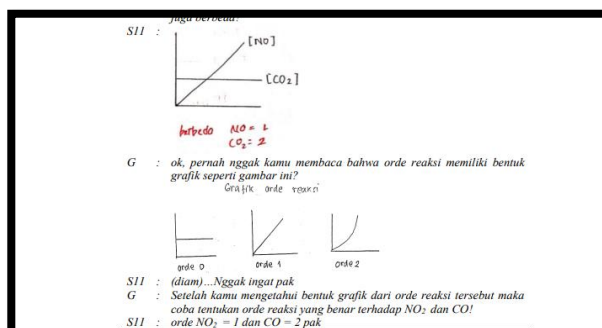 juga berbeda!
S11 :
[NO]
[CO₂]
berbeda NO = 1
CO₂ = 2
G : ok, pernah nggak kamu membaca bahwa orde reaksi memiliki bentuk
grafik seperti gambar ini?
Grafik orde reaksi
orde 0 orde 1 orde 2
S11 : (diam)...Nggak ingat pak
G : Setelah kamu mengetahui bentuk grafik dari orde reaksi tersebut maka
coba tentukan orde reaksi yang benar terhadap NO₂ dan CO!
S11 : orde NO₂ = 1 dan CO = 2 pak